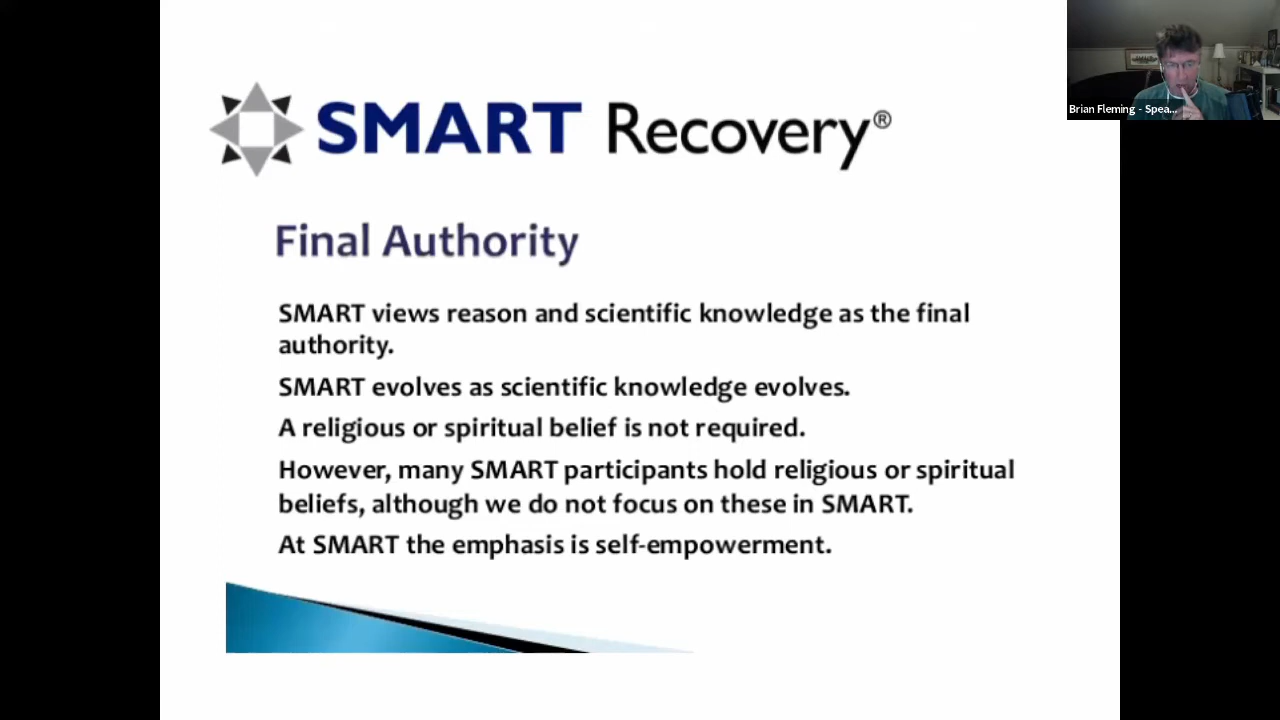 SMART Recovery®
Brian Fleming - Spea...
Final Authority
SMART views reason and scientific knowledge as the final
authority.
SMART evolves as scientific knowledge evolves.
A religious or spiritual belief is not required.
However, many SMART participants hold religious or spiritual
beliefs, although we do not focus on these in SMART.
At SMART the emphasis is self-empowerment.